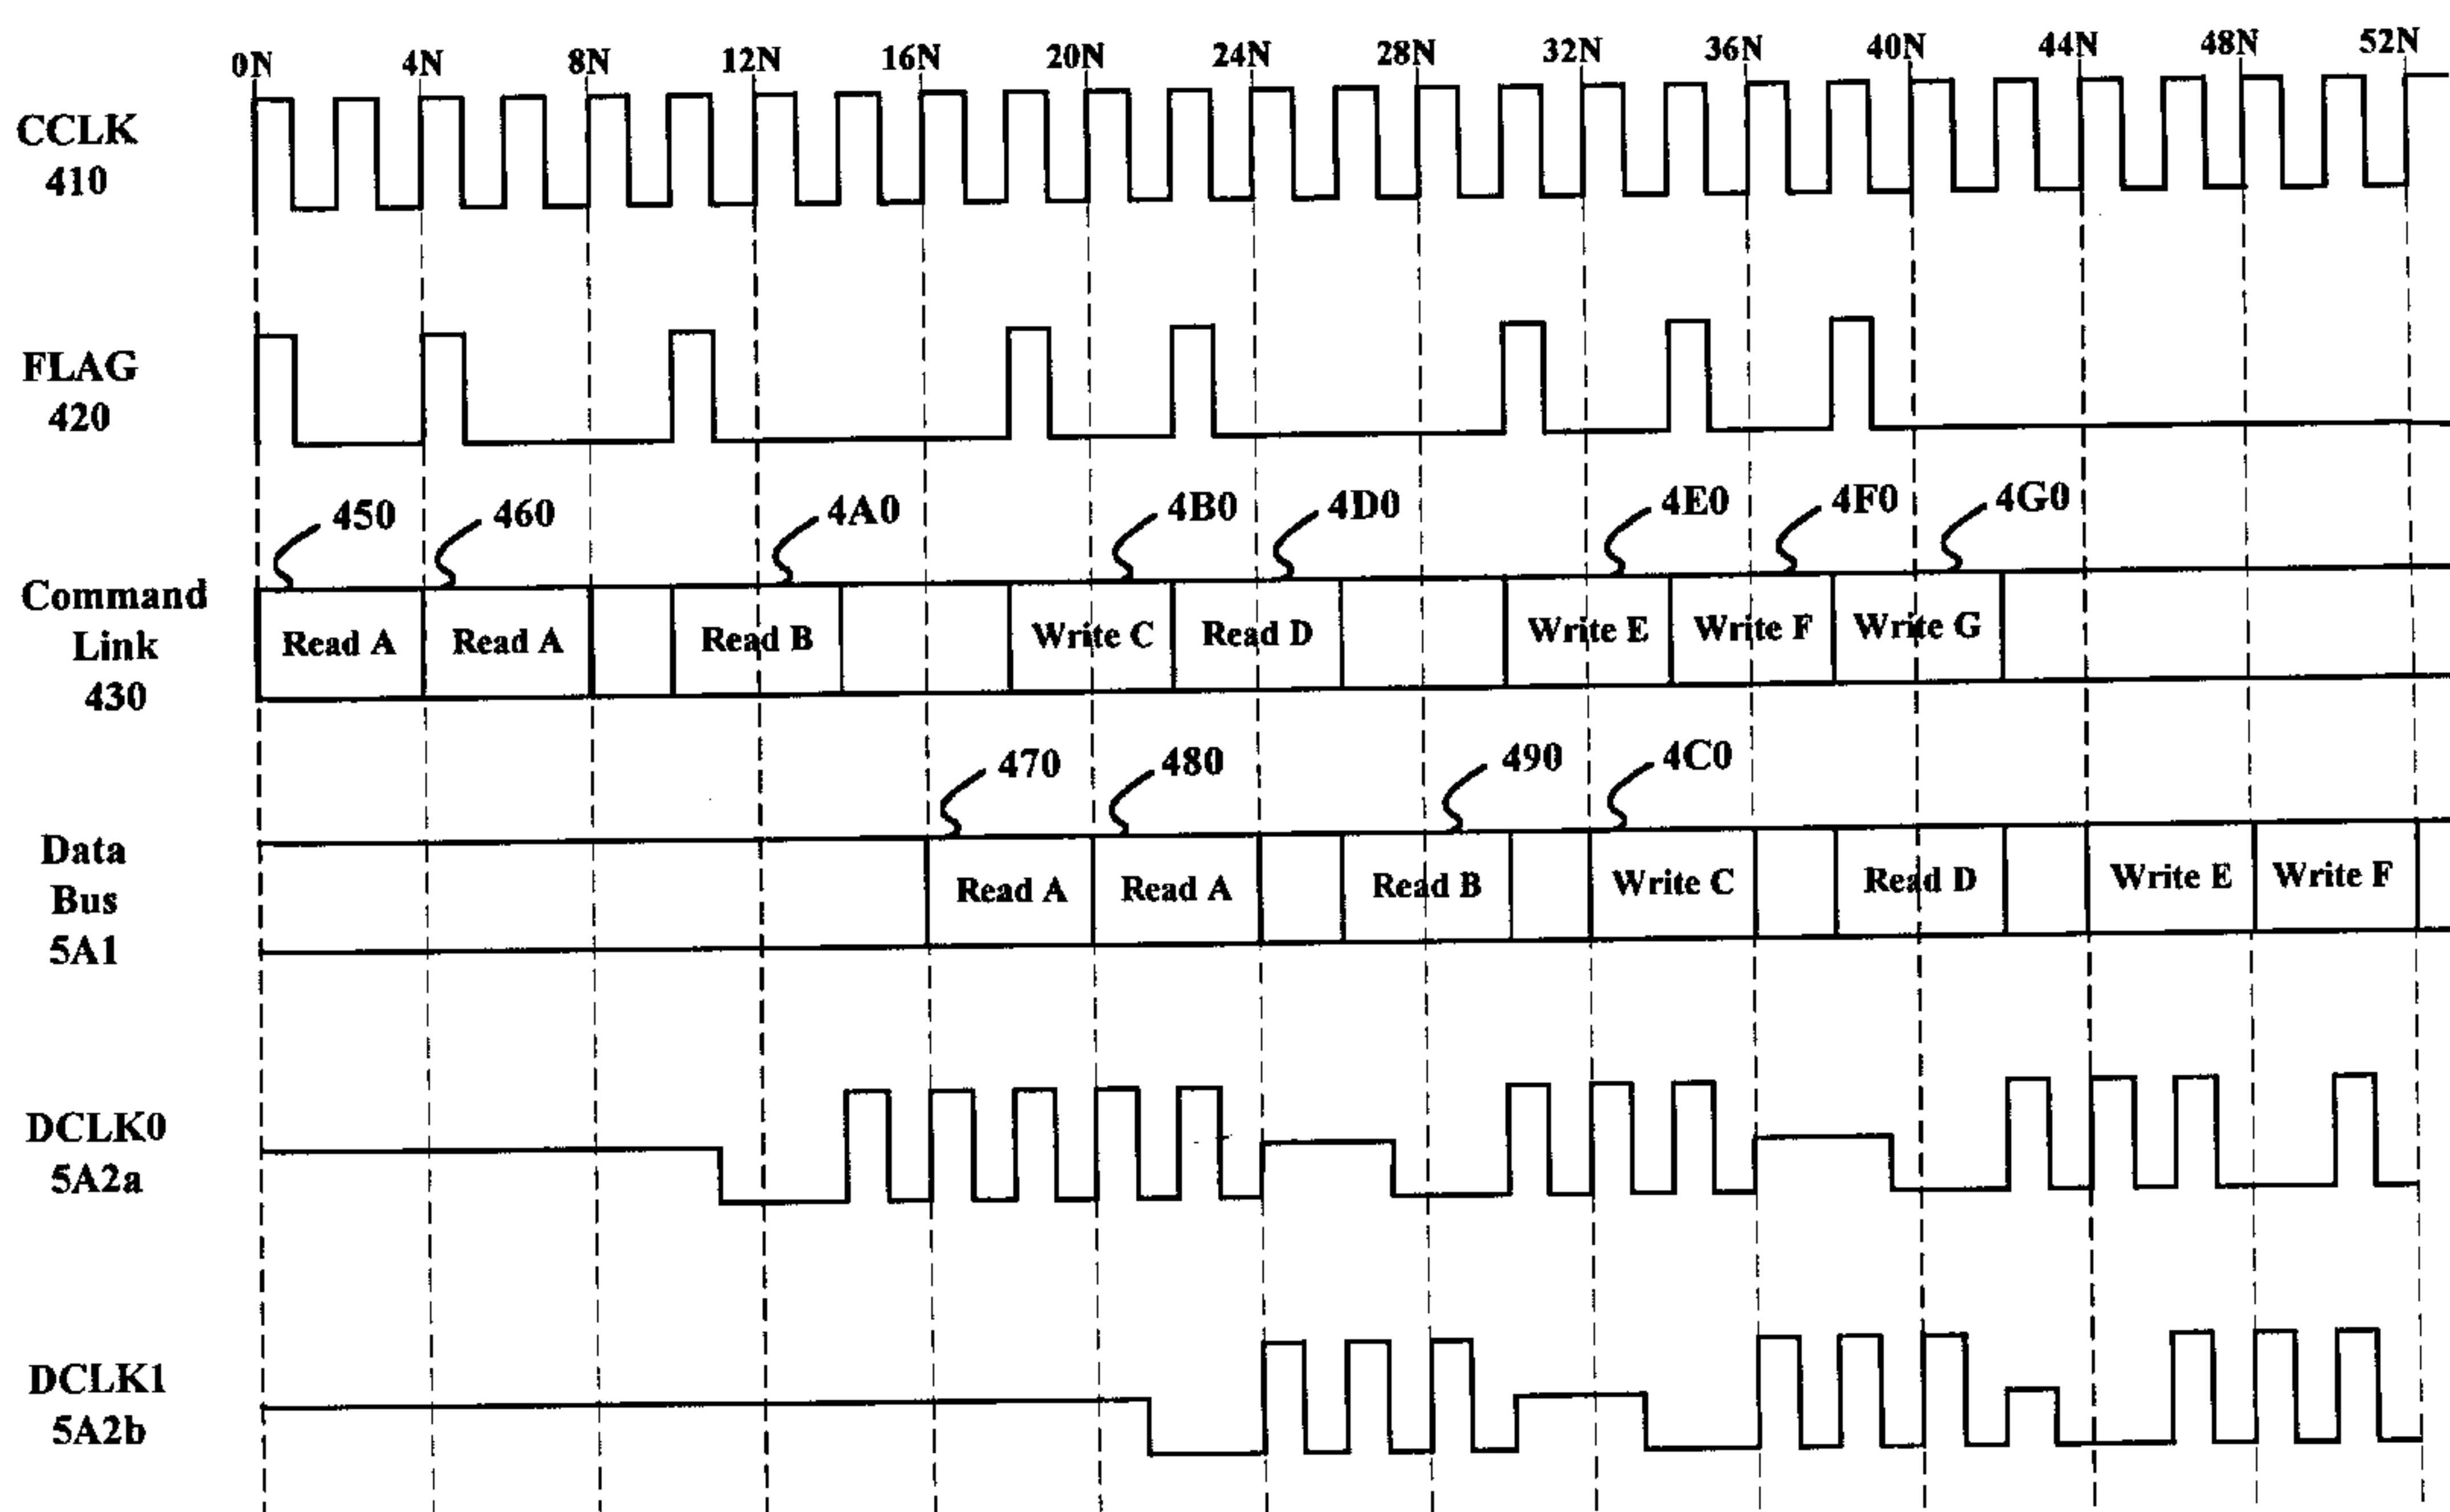 0N 4N 8N 12N 16N 20N 24N 28N 32N 36N 40N 44N 48N 52N
CCLK
410
FLAG
420
450 460 4A0 4B0 4D0 4E0 4F0 4G0
Command
Link
430
Read A Read A Read B Write C Read D Write E Write F Write G
470 480 490 4C0
Data
Bus
5A1
Read A Read A Read B Write C Read D Write E Write F
DCLK0
5A2a
DCLK1
5A2b